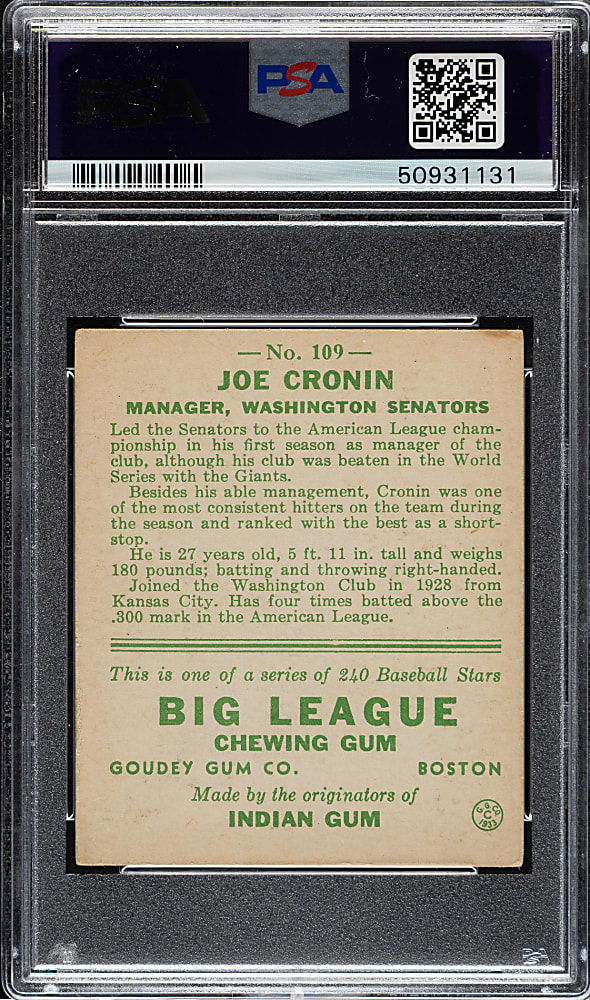 PSA
PSA
50931131
— No. 109 —
JOE CRONIN
MANAGER, WASHINGTON SENATORS
Led the Senators to the American League cham-
pionship in his first season as manager of the
club, although his club was beaten in the World
Series with the Giants.
Besides his able management, Cronin was one
of the most consistent hitters on the team during
the season and ranked with the best as a short-
stop.
He is 27 years old, 5 ft. 11 in. tall and weighs
180 pounds; batting and throwing right-handed.
Joined the Washington Club in 1928 from
Kansas City. Has four times batted above the
.300 mark in the American League.
This is one of a series of 240 Baseball Stars
BIG LEAGUE
CHEWING GUM
GOUDEY GUM CO. BOSTON
Made by the originators of
INDIAN GUM
G.G.CO.
C
1933